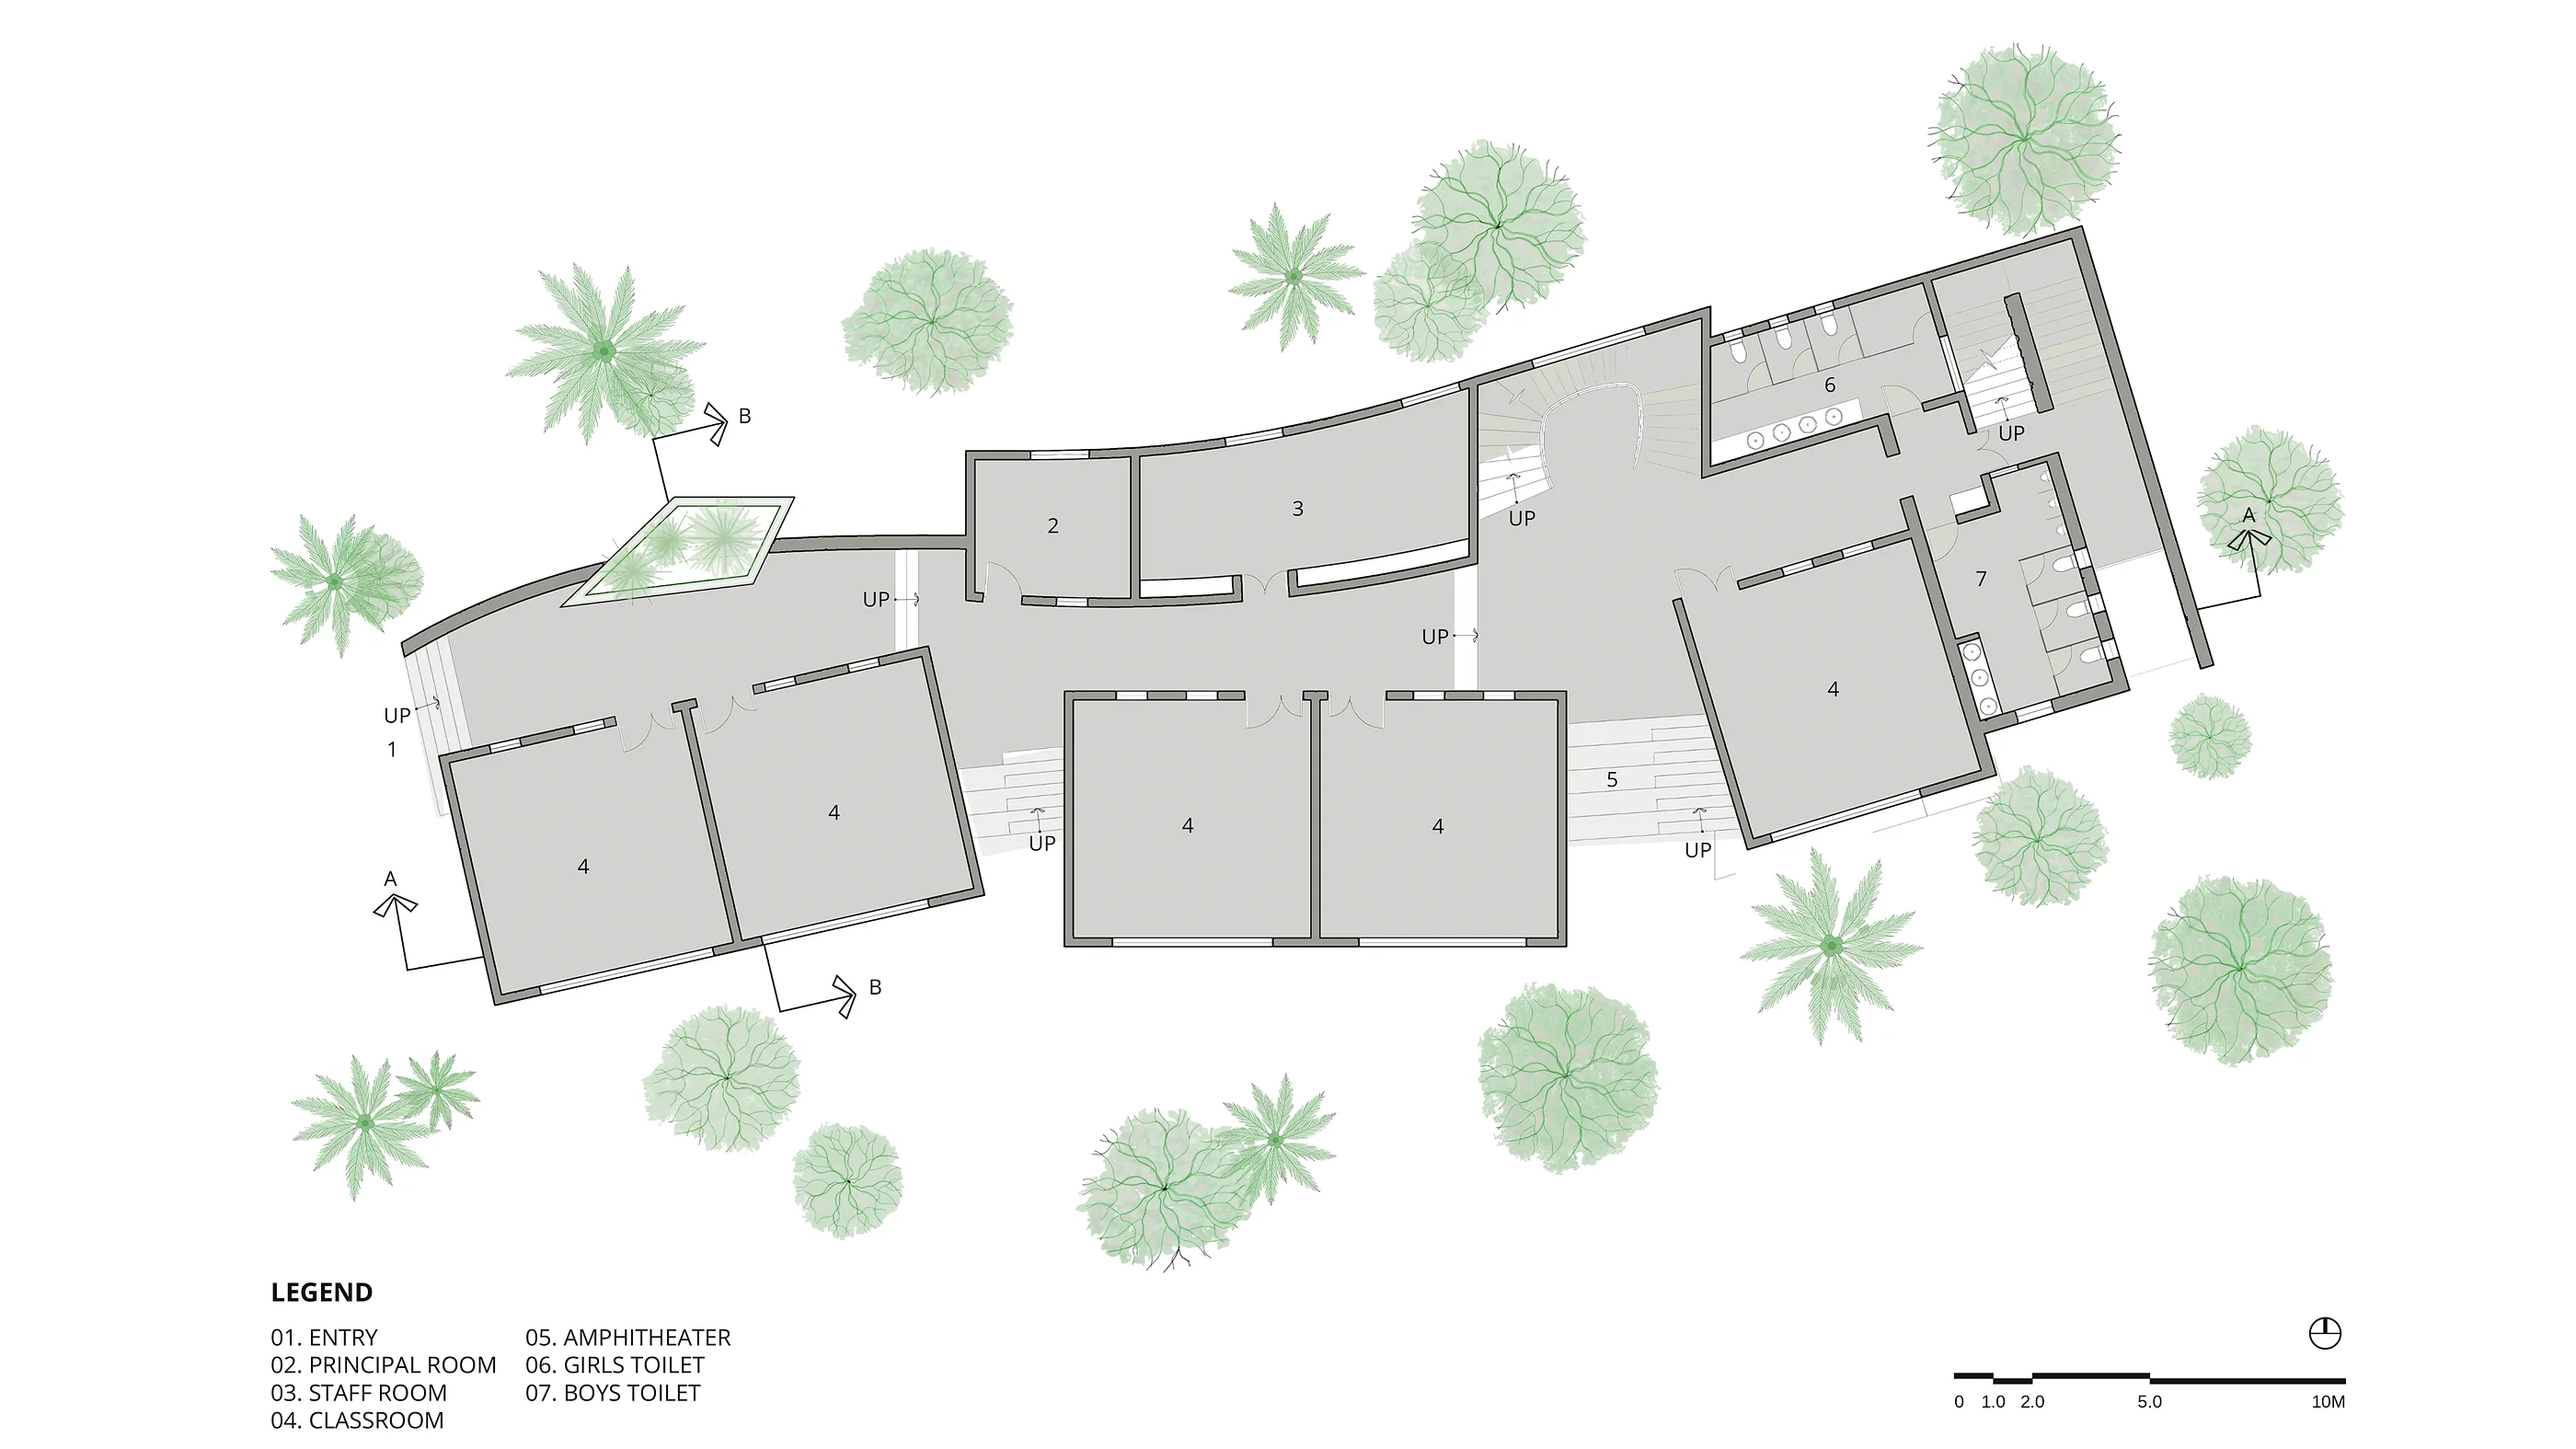 B
A
6
UP
3
2
UP
7
UP
UP
4
UP
1
5
4
4
4
UP
UP
4
A
B
LEGEND
01. ENTRY
02. PRINCIPAL ROOM
03. STAFF ROOM
04. CLASSROOM
05. AMPHITHEATER
06. GIRLS TOILET
07. BOYS TOILET
0 1.0 2.0 5.0 10M